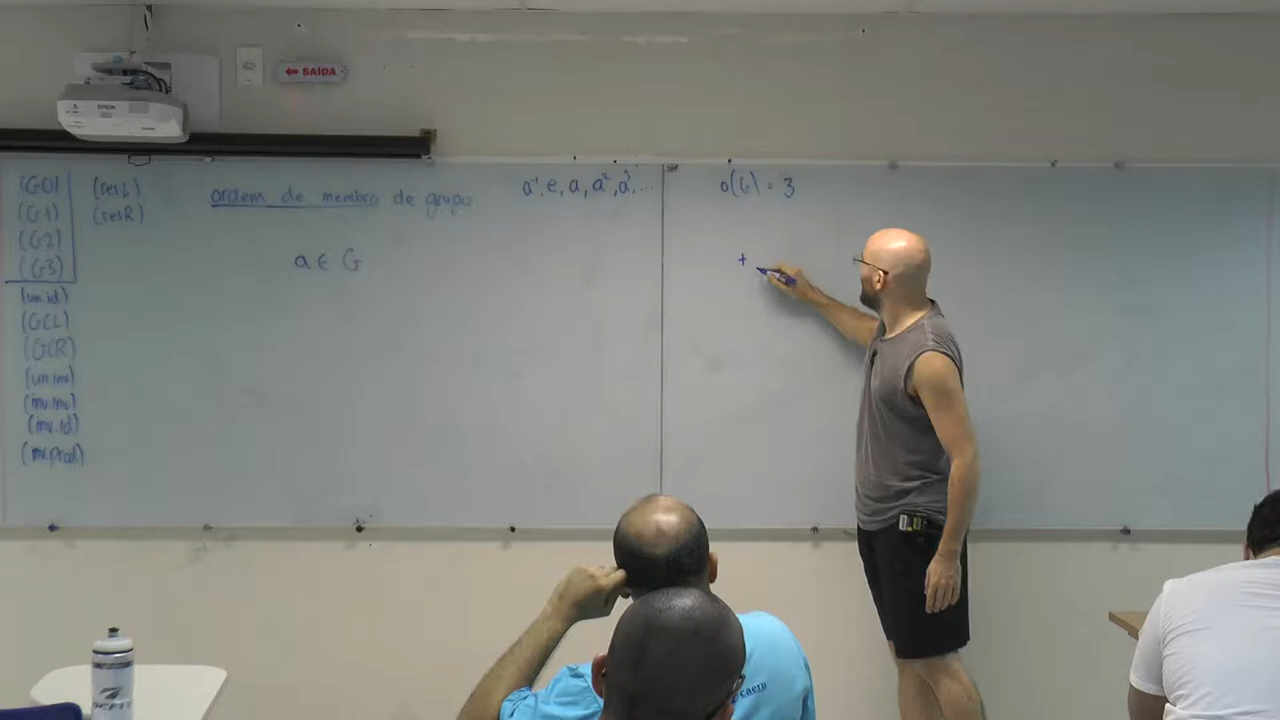 EPSON
← SAÍDA
(G0)
(G1)
(G2)
(G3)
(un.id)
(GCL)
(GCR)
(un.inv)
(inv.inv)
(inv.id)
(inv.prod)
(resL)
(resR)
ordem de membro de grupo
a ∈ G
a⁻¹, e, a, a², a³, ...
o(G) = 3
+